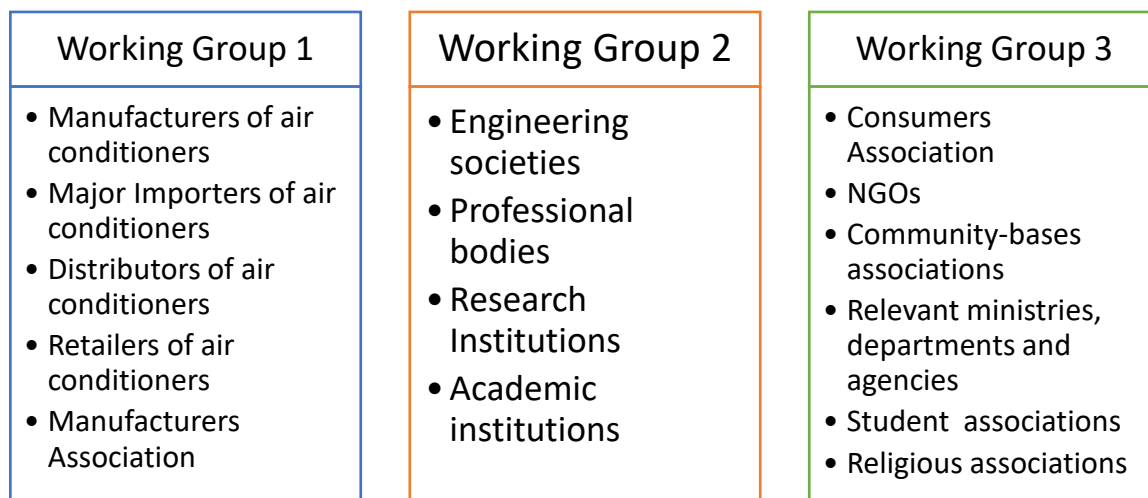 Working Group 1
• Manufacturers of air
conditioners
• Major Importers of air
conditioners
• Distributors of air
conditioners
• Retailers of air
conditioners
• Manufacturers
Association
Working Group 2
• Engineering
societies
• Professional
bodies
• Research
Institutions
• Academic
institutions
Working Group 3
• Consumers
Association
• NGOs
• Community-bases
associations
• Relevant ministries,
departments and
agencies
• Student associations
• Religious associations